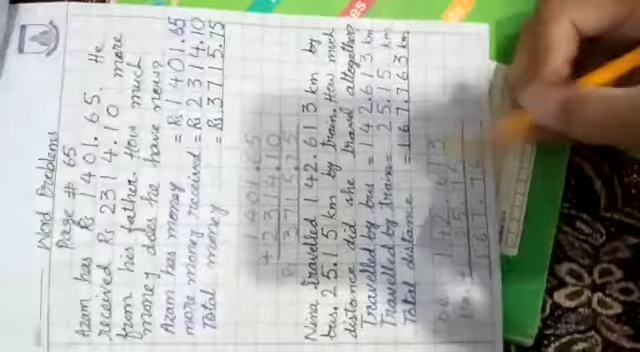 Word Problems
Page # 65
Azam has Rs 1401.65. He
received Rs 2314.10 more
from his father. How much
money does he have now?
Azam has money = Rs 1401.65
more money received = Rs 2314.10
Total money = Rs 3715.75
1401.65
+ 2314.10
Rs 3715.75
Nina travelled 142.613 km by
bus, 25.15 km by train. How much
distance did she travel altogether?
Travelled by bus = 142.613 km
Travelled by train = 25.15 km
Total distance = 167.763 km
142.613
25.15
167.76